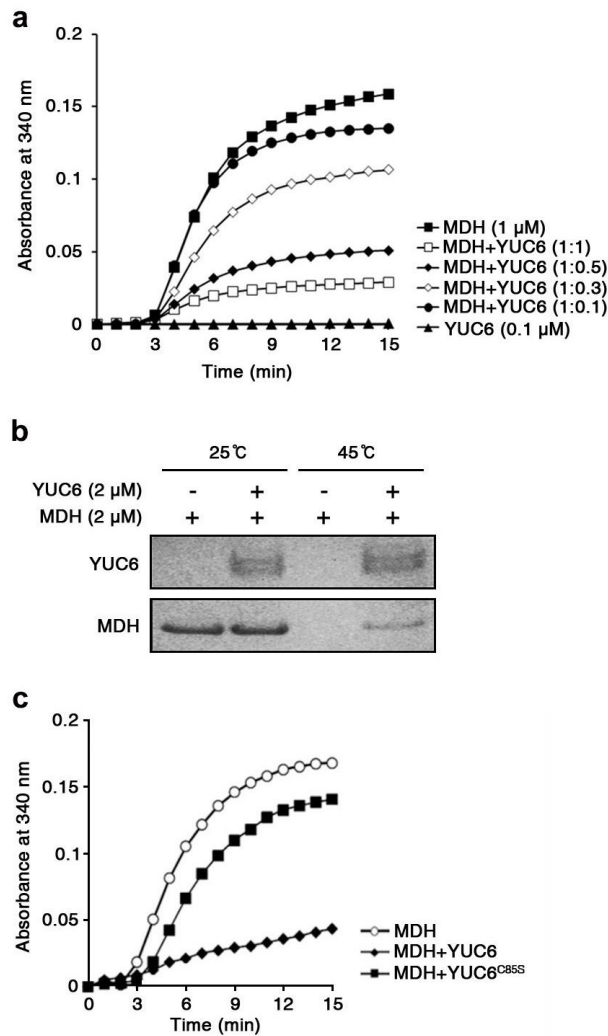 a
0.2
0.15
0.1
0.05
0
Absorbance at 340 nm
0 3 6 9 12 15
Time (min)
MDH (1 μM)
MDH+YUC6 (1:1)
MDH+YUC6 (1:0.5)
MDH+YUC6 (1:0.3)
MDH+YUC6 (1:0.1)
YUC6 (0.1 μM)
b
25℃ 45℃
YUC6 (2 μM) - + - +
MDH (2 μM) + + + +
YUC6
MDH
c
0.2
0.15
0.1
0.05
0
Absorbance at 340 nm
0 3 6 9 12 15
Time (min)
MDH
MDH+YUC6
MDH+YUC6C85S